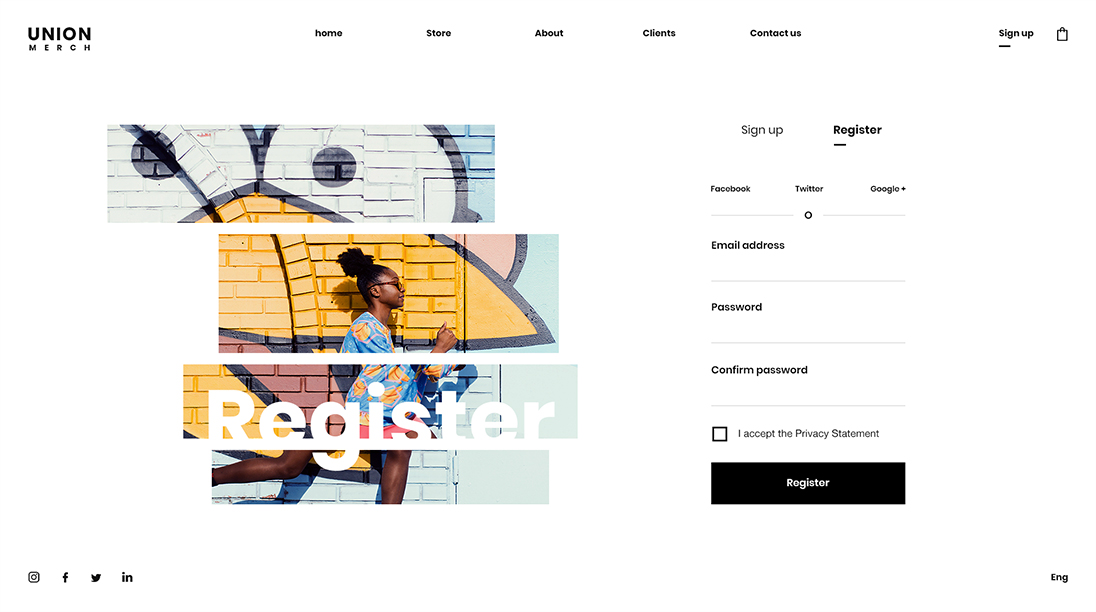 UNION
MERCH
home
Store
About
Clients
Contact us
Sign up
Sign up
Register
Facebook
Twitter
Google +
Email address
Password
Confirm password
I accept the Privacy Statement
Register
Register
Eng